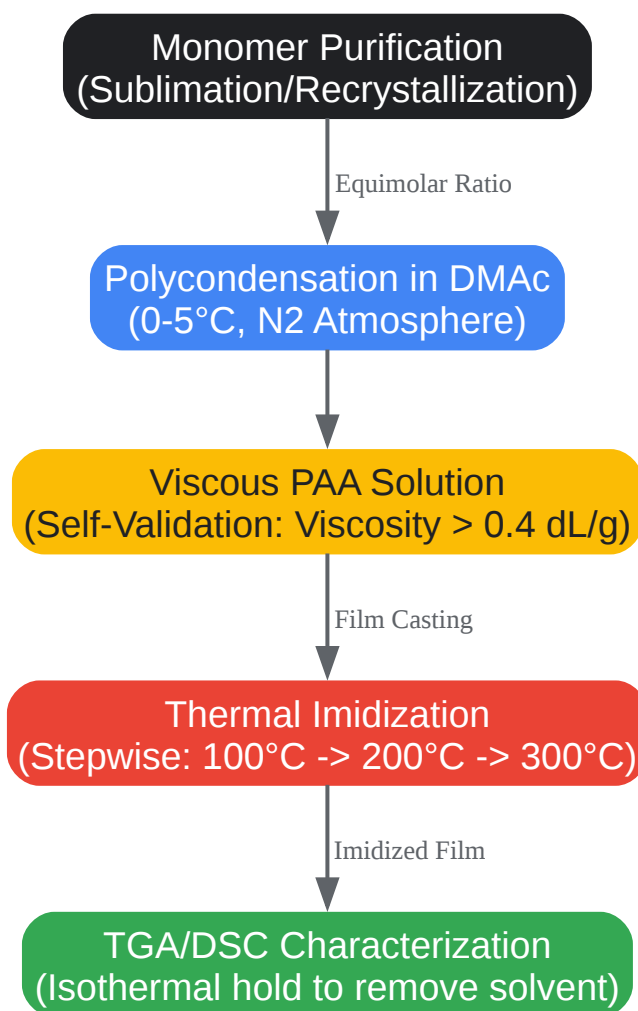 Monomer Purification
(Sublimation/Recrystallization)
Equimolar Ratio
Polycondensation in DMAc
(0-5°C, N2 Atmosphere)
Viscous PAA Solution
(Self-Validation: Viscosity > 0.4 dL/g)
Film Casting
Thermal Imidization
(Stepwise: 100°C -> 200°C -> 300°C)
Imidized Film
TGA/DSC Characterization
(Isothermal hold to remove solvent)